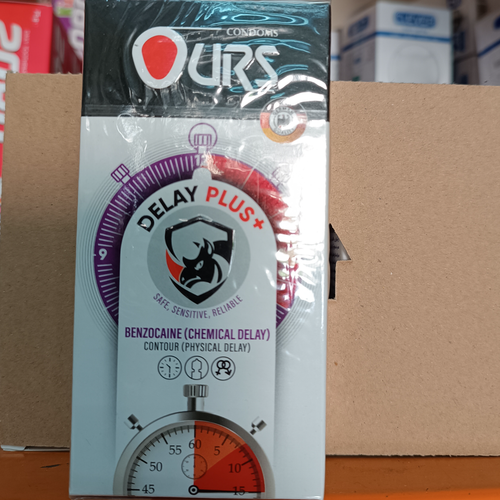 CONDOMS
OURS
DELAY PLUS+
SAFE, SENSITIVE, RELIABLE
BENZOCAINE (CHEMICAL DELAY)
CONTOUR (PHYSICAL DELAY)
9
60
55
5
50
10
45
15